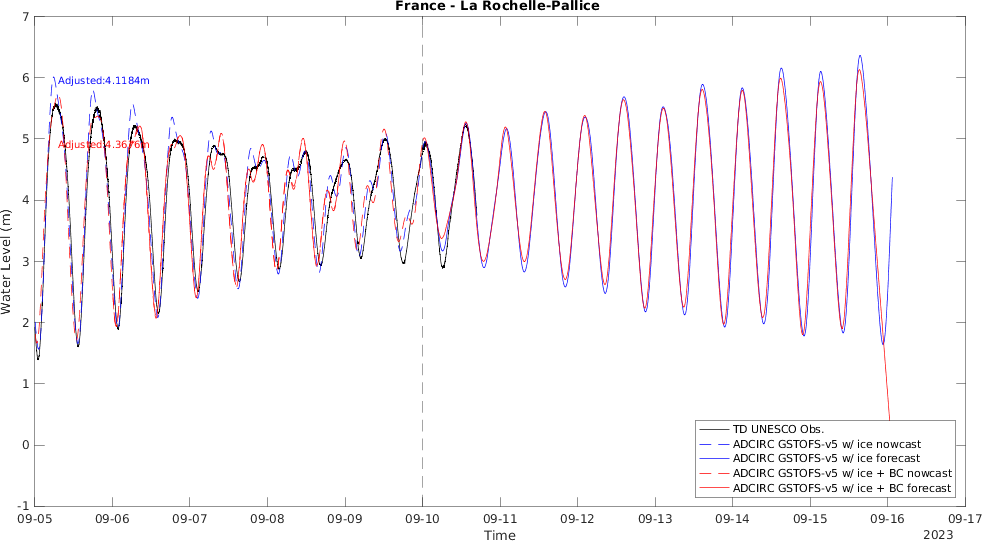 France - La Rochelle-Pallice
7
6
5
4
3
2
1
0
-1
Water Level (m)
Adjusted:4.1184m
Adjusted:4.3676m
TD UNESCO Obs.
ADCIRC GSTOFS-v5 w/ ice nowcast
ADCIRC GSTOFS-v5 w/ ice forecast
ADCIRC GSTOFS-v5 w/ ice + BC nowcast
ADCIRC GSTOFS-v5 w/ ice + BC forecast
09-05 09-06 09-07 09-08 09-09 09-10 09-11 09-12 09-13 09-14 09-15 09-16 09-17
Time
2023